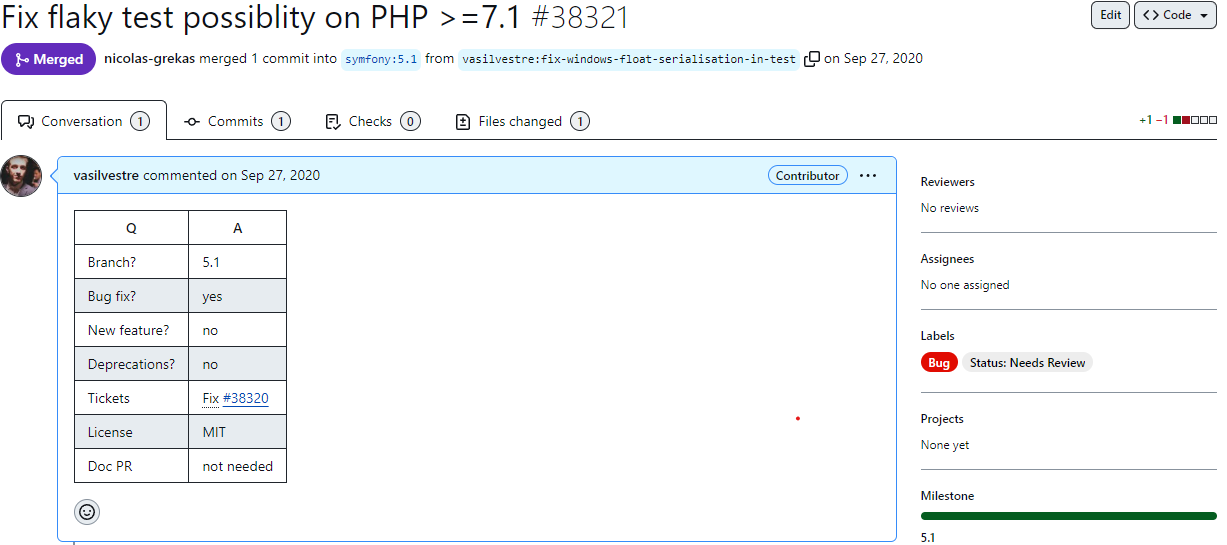 Fix flaky test possiblity on PHP >=7.1 #38321
Edit
<> Code
Merged
nicolas-grekas merged 1 commit into symfony:5.1 from vasilvestre:fix-windows-float-serialisation-in-test on Sep 27, 2020
Conversation 1 Commits 1 Checks 0 Files changed 1
+1 −1
vasilvestre commented on Sep 27, 2020
Contributor
Q A
Branch? 5.1
Bug fix? yes
New feature? no
Deprecations? no
Tickets Fix #38320
License MIT
Doc PR not needed
Reviewers
No reviews
Assignees
No one assigned
Labels
Bug Status: Needs Review
Projects
None yet
Milestone
5.1